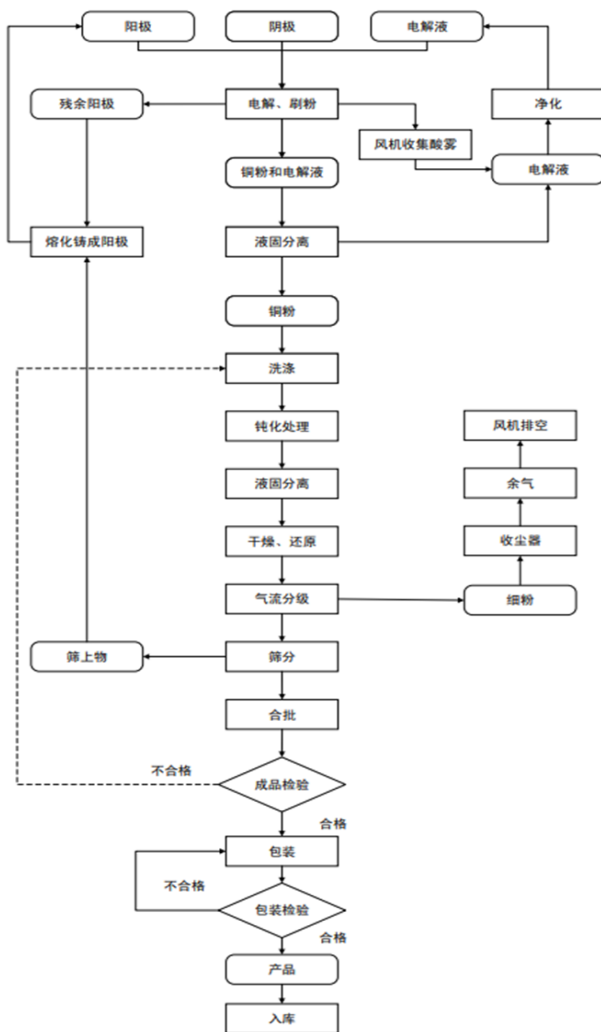 阳极
阴极
电解液
残余阳极
电解、刷粉
净化
风机收集酸雾
铜粉和电解液
电解液
熔化铸成阳极
液固分离
铜粉
洗涤
钝化处理
风机排空
液固分离
余气
干燥、还原
收尘器
气流分级
细粉
筛上物
筛分
合批
不合格
成品检验
合格
包装
不合格
包装检验
合格
产品
入库